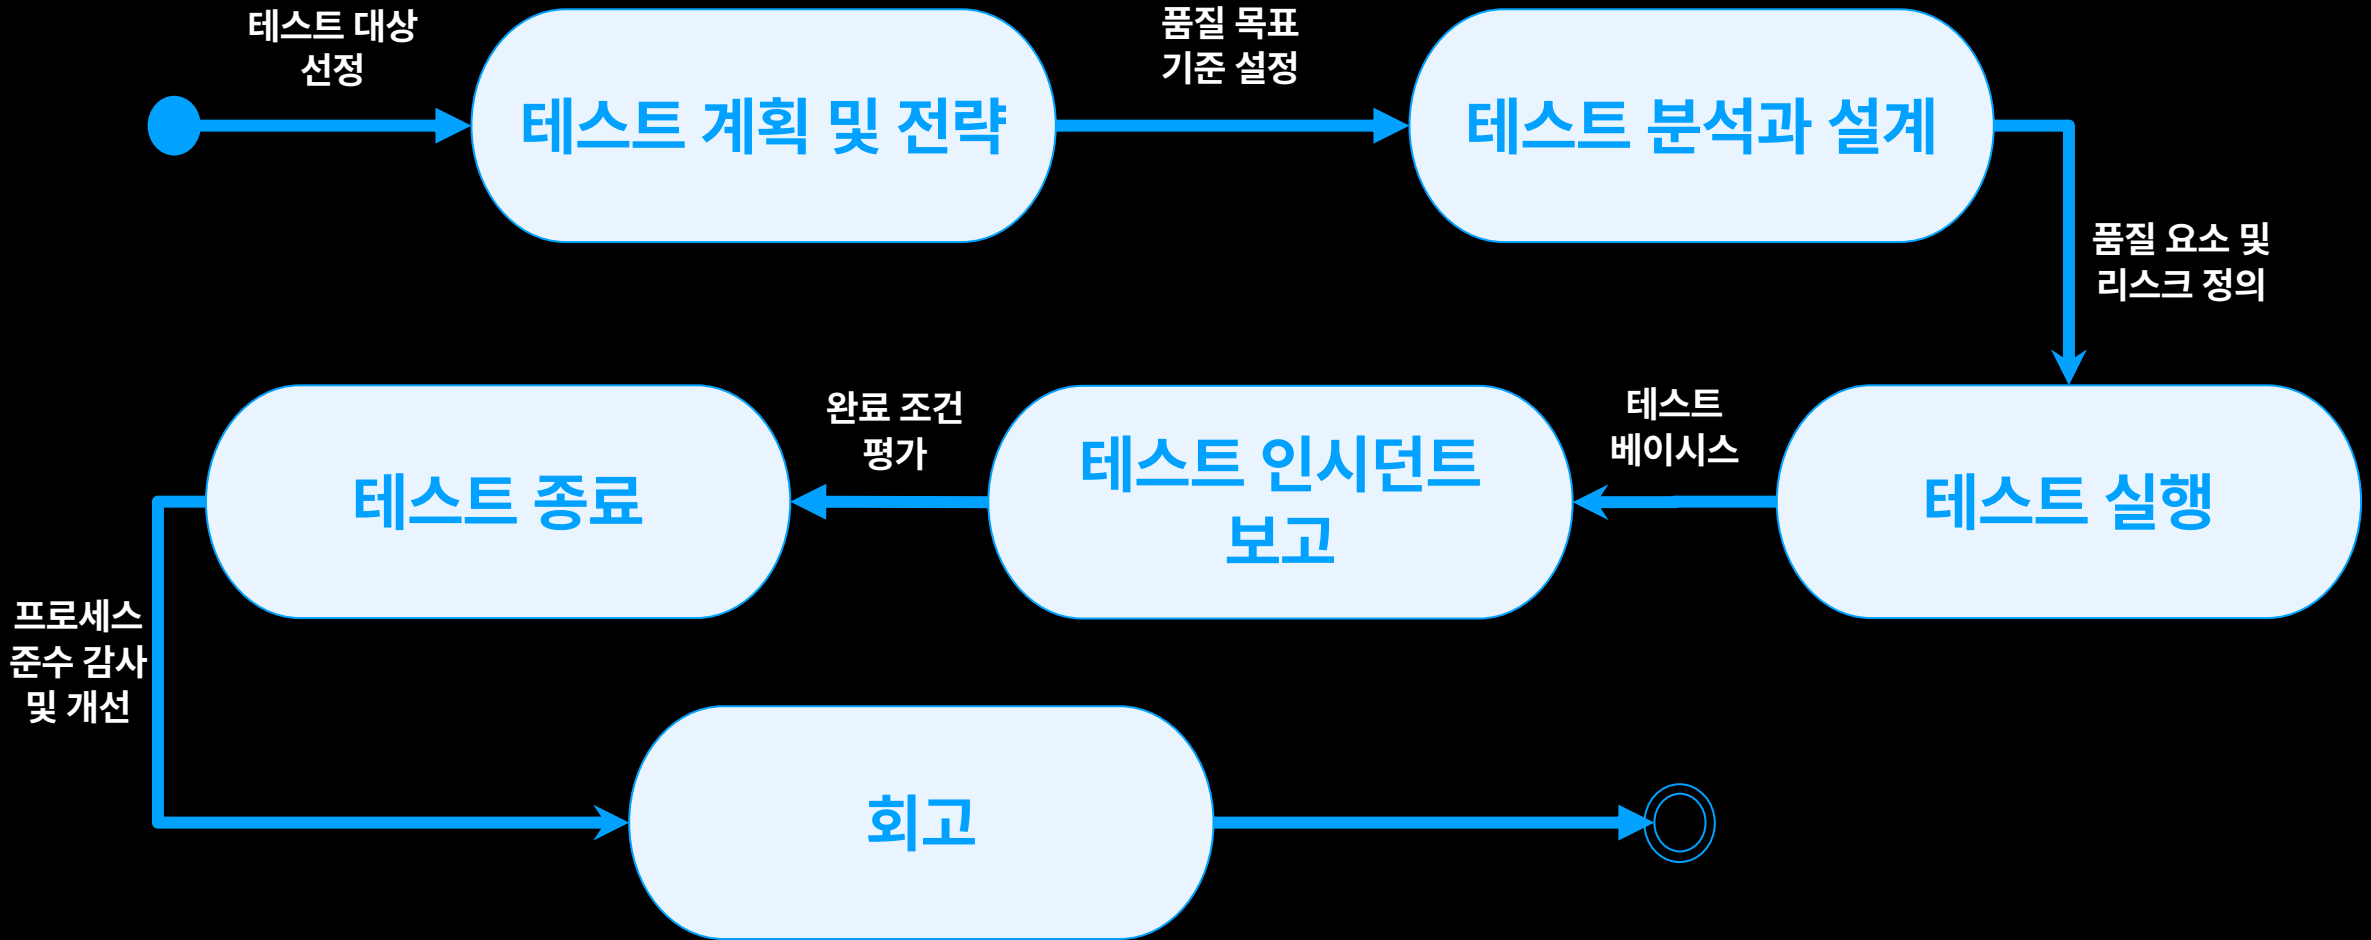 테스트 대상
선정
테스트 계획 및 전략
품질 목표
기준 설정
테스트 분석과 설계
품질 요소 및
리스크 정의
테스트 실행
테스트
베이시스
테스트 인시던트
보고
완료 조건
평가
테스트 종료
프로세스
준수 감사
및 개선
회고